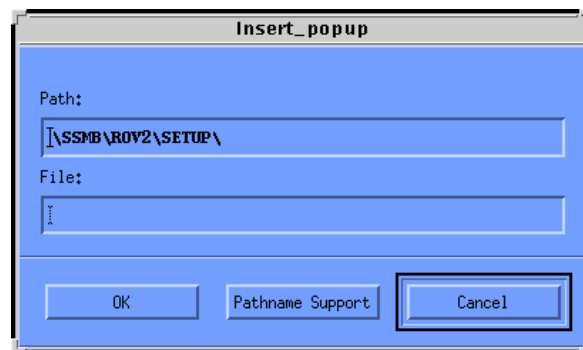 Insert_popup
Path:
\SSMB\ROV2\SETUP\
File:
OK Pathname Support Cancel